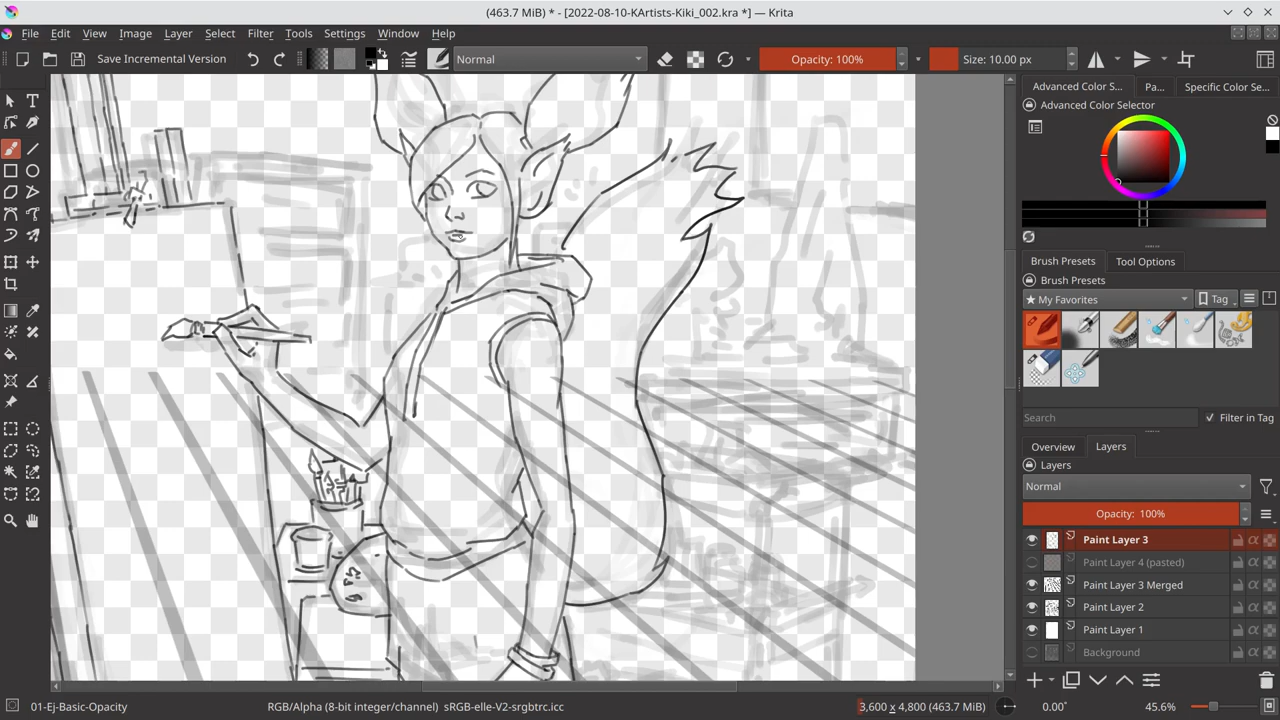 (463.7 MiB) * - [2022-08-10-KArtists-Kiki_002.kra *] — Krita
File Edit View Image Layer Select Filter Tools Settings Window Help
Save Incremental Version Normal Opacity: 100% Size: 10.00 px
Advanced Color S... Pa... Specific Color Se...
Advanced Color Selector
Brush Presets Tool Options
Brush Presets
My Favorites Tag
Search Filter in Tag
Overview Layers
Layers
Normal
Opacity: 100%
Paint Layer 3
Paint Layer 4 (pasted)
Paint Layer 3 Merged
Paint Layer 2
Paint Layer 1
Background
01-Ej-Basic-Opacity RGB/Alpha (8-bit integer/channel) sRGB-elle-V2-srgbtrc.icc 3,600 x 4,800 (463.7 MiB) 0.00° 45.6%